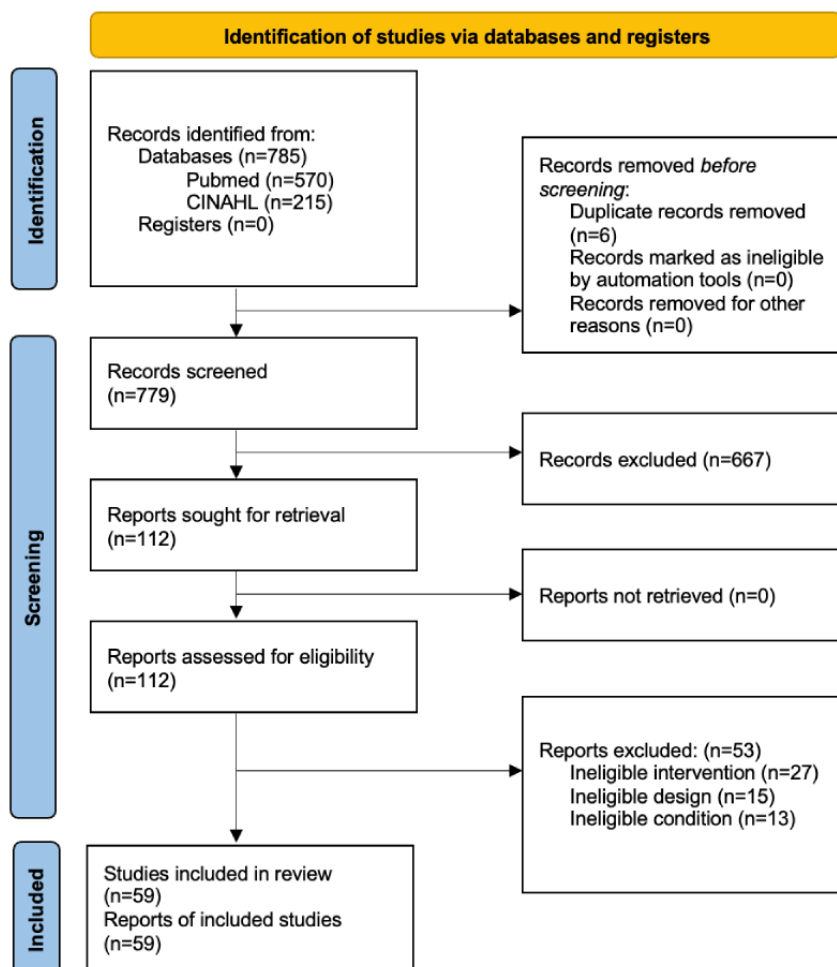 Identification of studies via databases and registers
Identification
Records identified from:
Databases (n=785)
Pubmed (n=570)
CINAHL (n=215)
Registers (n=0)
Records removed before
screening:
Duplicate records removed
(n=6)
Records marked as ineligible
by automation tools (n=0)
Records removed for other
reasons (n=0)
Screening
Records screened
(n=779)
Records excluded (n=667)
Reports sought for retrieval
(n=112)
Reports not retrieved (n=0)
Reports assessed for eligibility
(n=112)
Reports excluded: (n=53)
Ineligible intervention (n=27)
Ineligible design (n=15)
Ineligible condition (n=13)
Included
Studies included in review
(n=59)
Reports of included studies
(n=59)